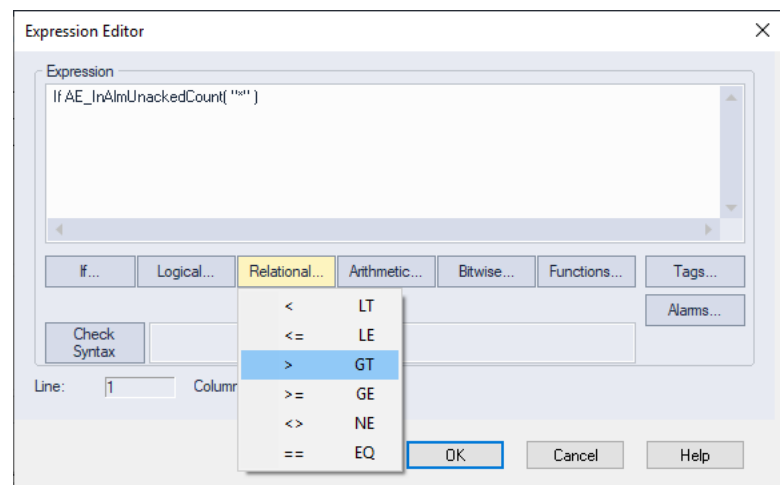 Expression Editor
Expression
If AE_InAlmUnackedCount( "*" )
If... Logical... Relational... Arithmetic... Bitwise... Functions... Tags...
< LT
Alarms...
<= LE
Check Syntax
> GT
Line: 1 Column
>= GE
<> NE
== EQ
OK Cancel Help